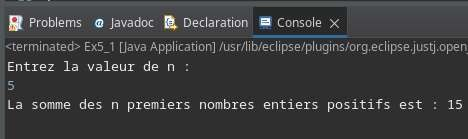 Problems Javadoc Declaration Console
<terminated> Ex5_1 [Java Application] /usr/lib/eclipse/plugins/org.eclipse.justj.open
Entrez la valeur de n :
5
La somme des n premiers nombres entiers positifs est : 15